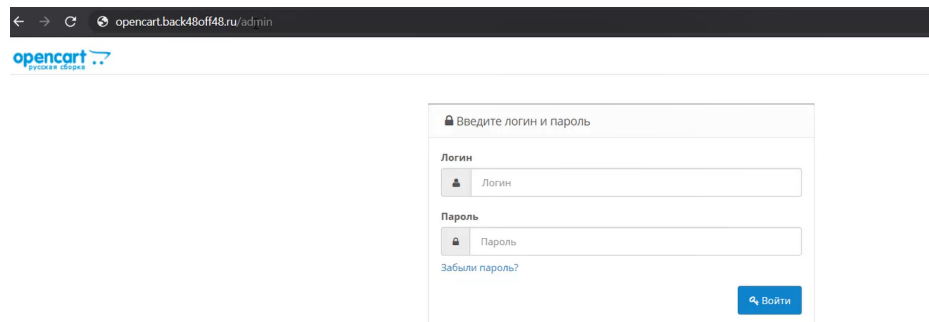 opencart.back48off48.ru/admin
opencart
русская сборка
Введите логин и пароль
Логин
Логин
Пароль
Пароль
Забыли пароль?
Войти